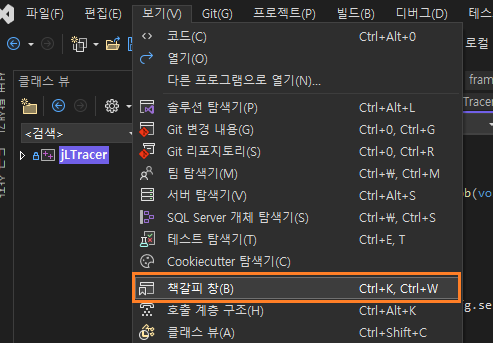 파일(F) 편집(E) 보기(V) Git(G) 프로젝트(P) 빌드(B) 디버그(D) 테스
코드(C) Ctrl+Alt+0
열기(O)
다른 프로그램으로 열기(N)...
솔루션 탐색기(P) Ctrl+Alt+L
Git 변경 내용(G) Ctrl+0, Ctrl+G
Git 리포지토리(S) Ctrl+0, Ctrl+R
팀 탐색기(M) Ctrl+₩, Ctrl+M
서버 탐색기(V) Ctrl+Alt+S
SQL Server 개체 탐색기(S) Ctrl+₩, Ctrl+S
테스트 탐색기(T) Ctrl+E, T
Cookiecutter 탐색기(C)
책갈피 창(B) Ctrl+K, Ctrl+W
호출 계층 구조(H) Ctrl+Alt+K
클래스 뷰(A) Ctrl+Shift+C
클래스 뷰
<검색>
jLTracer
로컬
fram
Tracer
b(vo
g.se